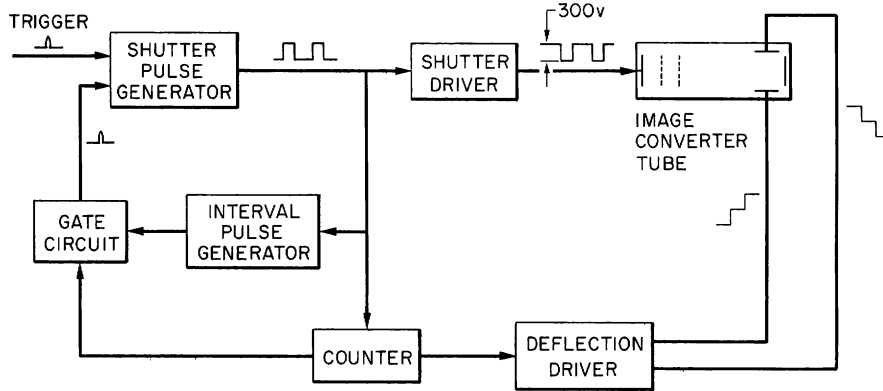 TRIGGER
SHUTTER
PULSE
GENERATOR
300v
SHUTTER
DRIVER
IMAGE
CONVERTER
TUBE
GATE
CIRCUIT
INTERVAL
PULSE
GENERATOR
COUNTER
DEFLECTION
DRIVER